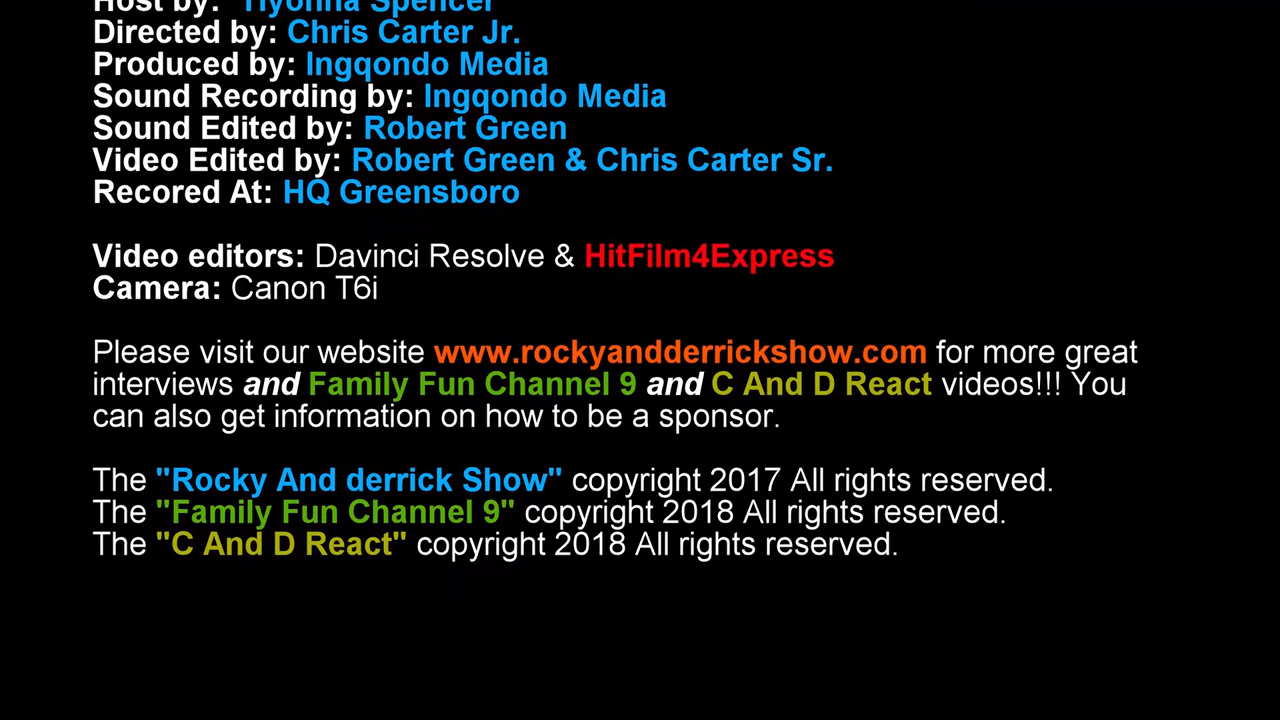 Host by: Tiyonna Spencer
Directed by: Chris Carter Jr.
Produced by: Ingqondo Media
Sound Recording by: Ingqondo Media
Sound Edited by: Robert Green
Video Edited by: Robert Green & Chris Carter Sr.
Recored At: HQ Greensboro
Video editors: Davinci Resolve & HitFilm4Express
Camera: Canon T6i
Please visit our website www.rockyandderrickshow.com for more great
interviews and Family Fun Channel 9 and C And D React videos!!! You
can also get information on how to be a sponsor.
The "Rocky And derrick Show" copyright 2017 All rights reserved.
The "Family Fun Channel 9" copyright 2018 All rights reserved.
The "C And D React" copyright 2018 All rights reserved.